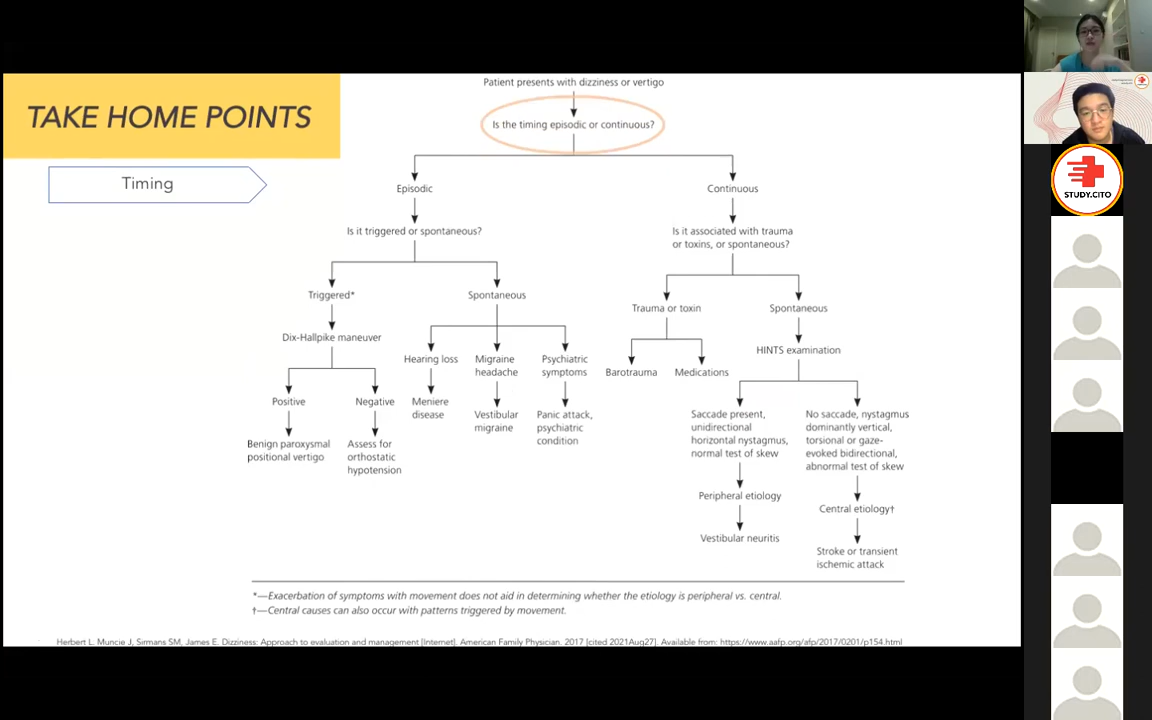 TAKE HOME POINTS
Timing
Patient presents with dizziness or vertigo
Is the timing episodic or continuous?
Episodic
Continuous
Is it triggered or spontaneous?
Is it associated with trauma
or toxins, or spontaneous?
Triggered*
Spontaneous
Trauma or toxin
Spontaneous
Dix-Hallpike maneuver
Hearing loss
Migraine
headache
Psychiatric
symptoms
Barotrauma
Medications
HINTS examination
Positive
Negative
Meniere
disease
Vestibular
migraine
Panic attack,
psychiatric
condition
Saccade present,
unidirectional
horizontal nystagmus,
normal test of skew
No saccade, nystagmus
dominantly vertical,
torsional or gaze-
evoked bidirectional,
abnormal test of skew
Benign paroxysmal
positional vertigo
Assess for
orthostatic
hypotension
Peripheral etiology
Central etiology†
Vestibular neuritis
Stroke or transient
ischemic attack
*—Exacerbation of symptoms with movement does not aid in determining whether the etiology is peripheral vs. central.
†—Central causes can also occur with patterns triggered by movement.
Herbert L. Muncie J, Sirmans SM, James E. Dizziness: Approach to evaluation and management [Internet]. American Family Physician. 2017 [cited 2021Aug27]. Available from: https://www.aafp.org/afp/2017/0201/p154.html
STUDY.CITO